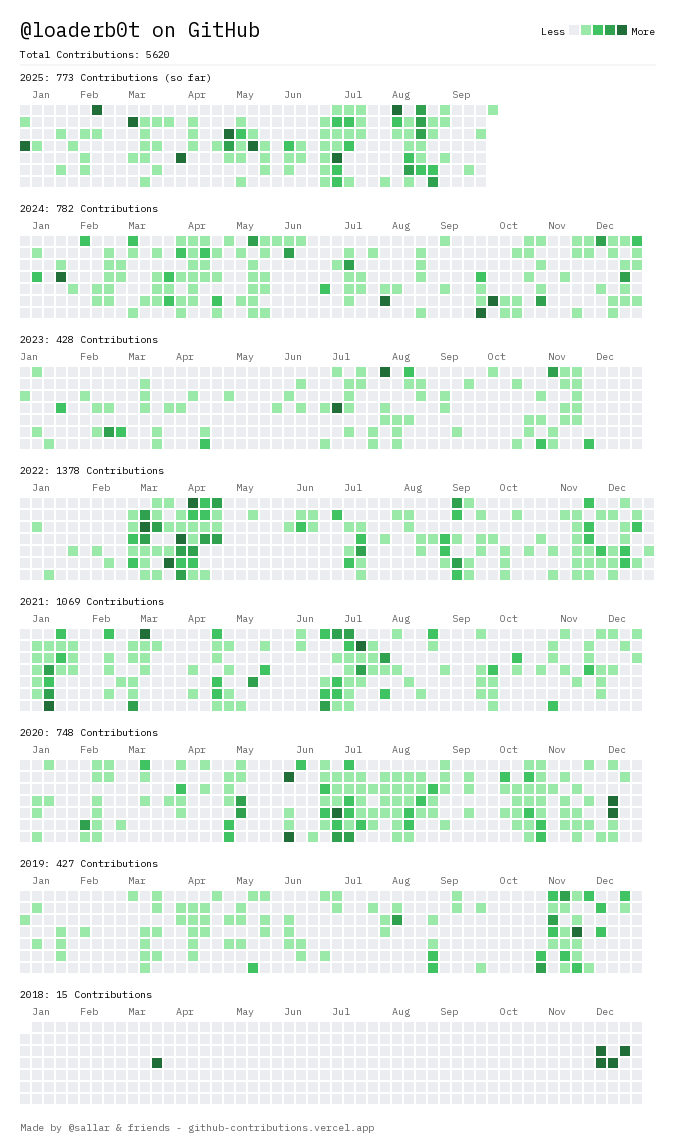 @loaderb0t on GitHub
Less More
Total Contributions: 5620
2025: 773 Contributions (so far)
Jan Feb Mar Apr May Jun Jul Aug Sep
2024: 782 Contributions
Jan Feb Mar Apr May Jun Jul Aug Sep Oct Nov Dec
2023: 428 Contributions
Jan Feb Mar Apr May Jun Jul Aug Sep Oct Nov Dec
2022: 1378 Contributions
Jan Feb Mar Apr May Jun Jul Aug Sep Oct Nov Dec
2021: 1069 Contributions
Jan Feb Mar Apr May Jun Jul Aug Sep Oct Nov Dec
2020: 748 Contributions
Jan Feb Mar Apr May Jun Jul Aug Sep Oct Nov Dec
2019: 427 Contributions
Jan Feb Mar Apr May Jun Jul Aug Sep Oct Nov Dec
2018: 15 Contributions
Jan Feb Mar Apr May Jun Jul Aug Sep Oct Nov Dec
Made by @sallar & friends - github-contributions.vercel.app